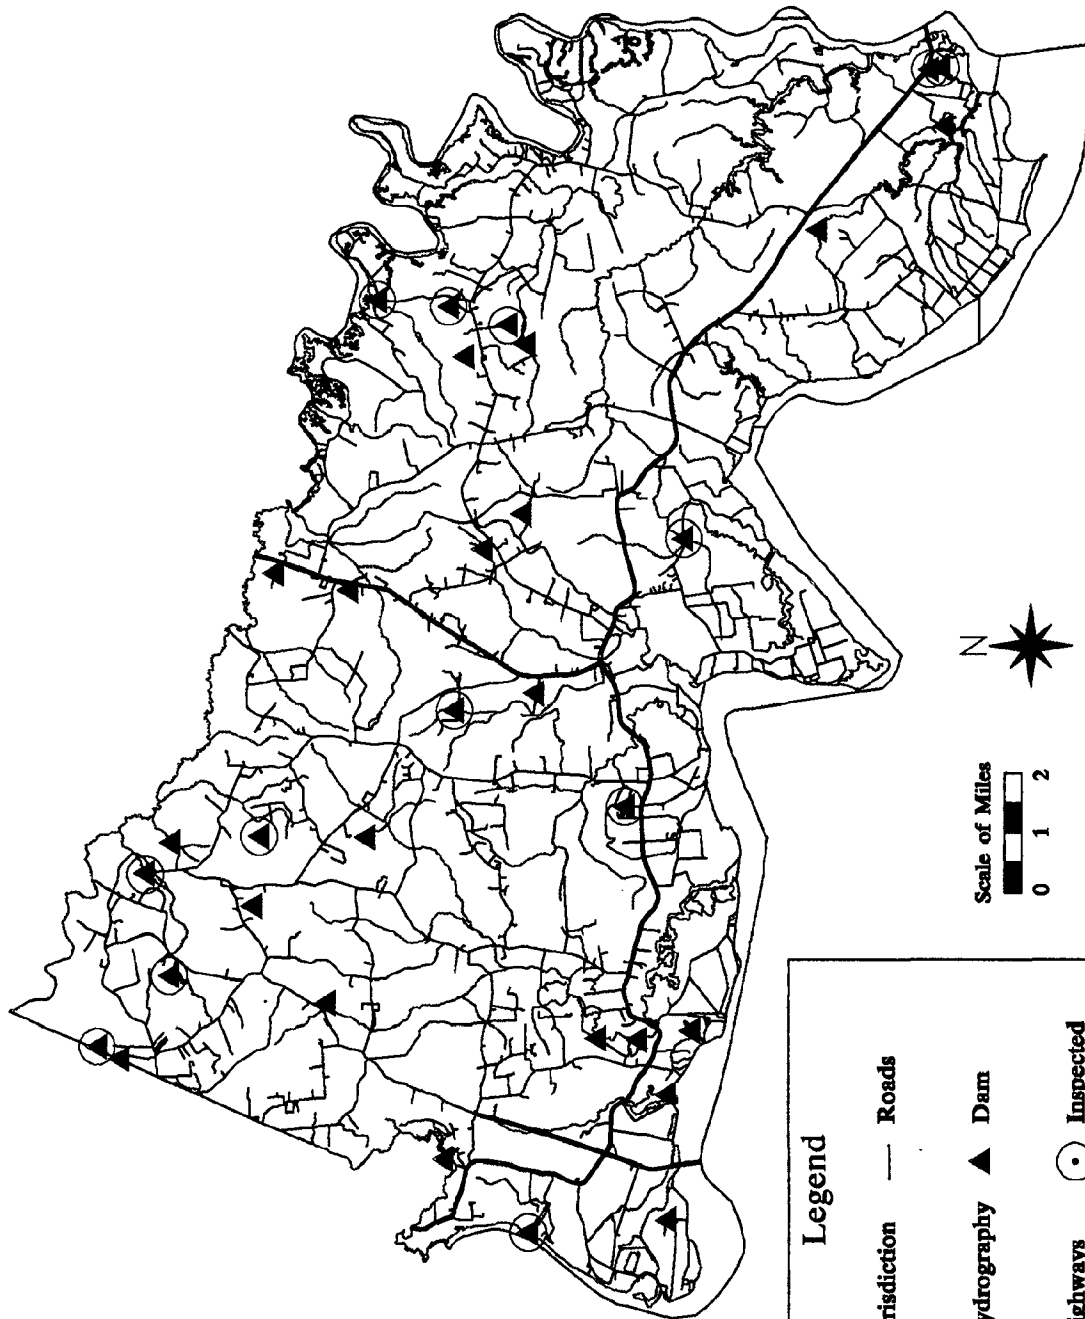 N
Scale of Miles
0 1 2
Legend
risdiction
Roads
ydrography
Dam
ighways
Inspected